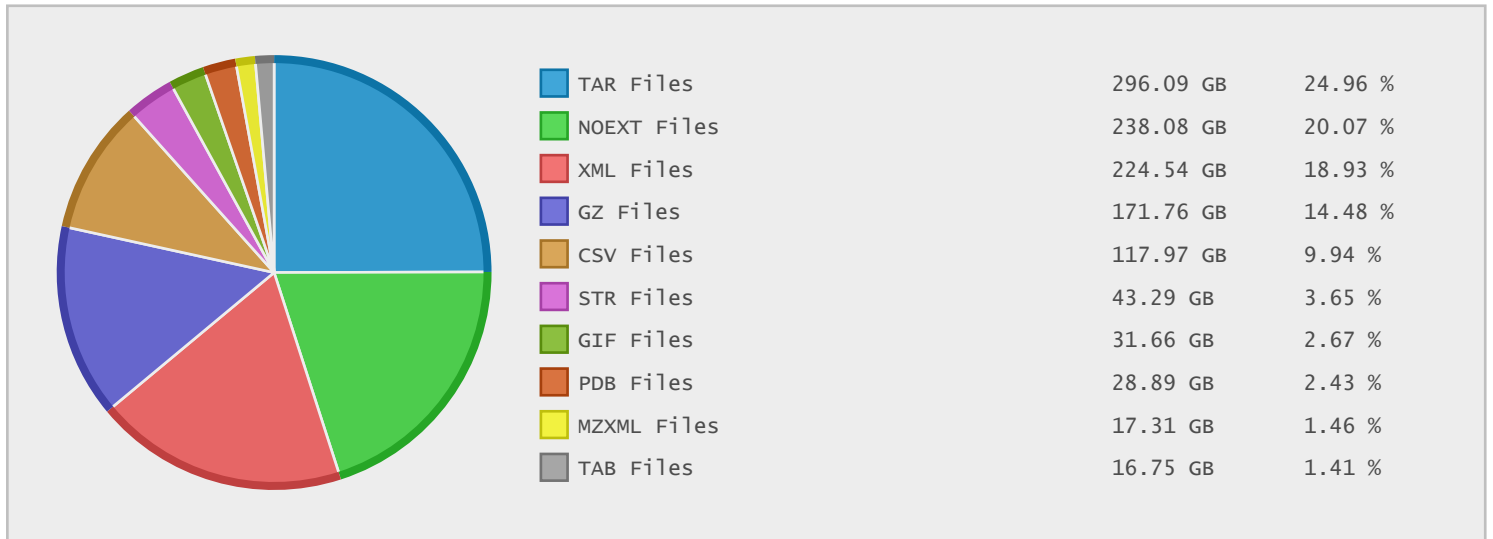 TAR Files 296.09 GB 24.96 %
NOEXT Files 238.08 GB 20.07 %
XML Files 224.54 GB 18.93 %
GZ Files 171.76 GB 14.48 %
CSV Files 117.97 GB 9.94 %
STR Files 43.29 GB 3.65 %
GIF Files 31.66 GB 2.67 %
PDB Files 28.89 GB 2.43 %
MZXML Files 17.31 GB 1.46 %
TAB Files 16.75 GB 1.41 %